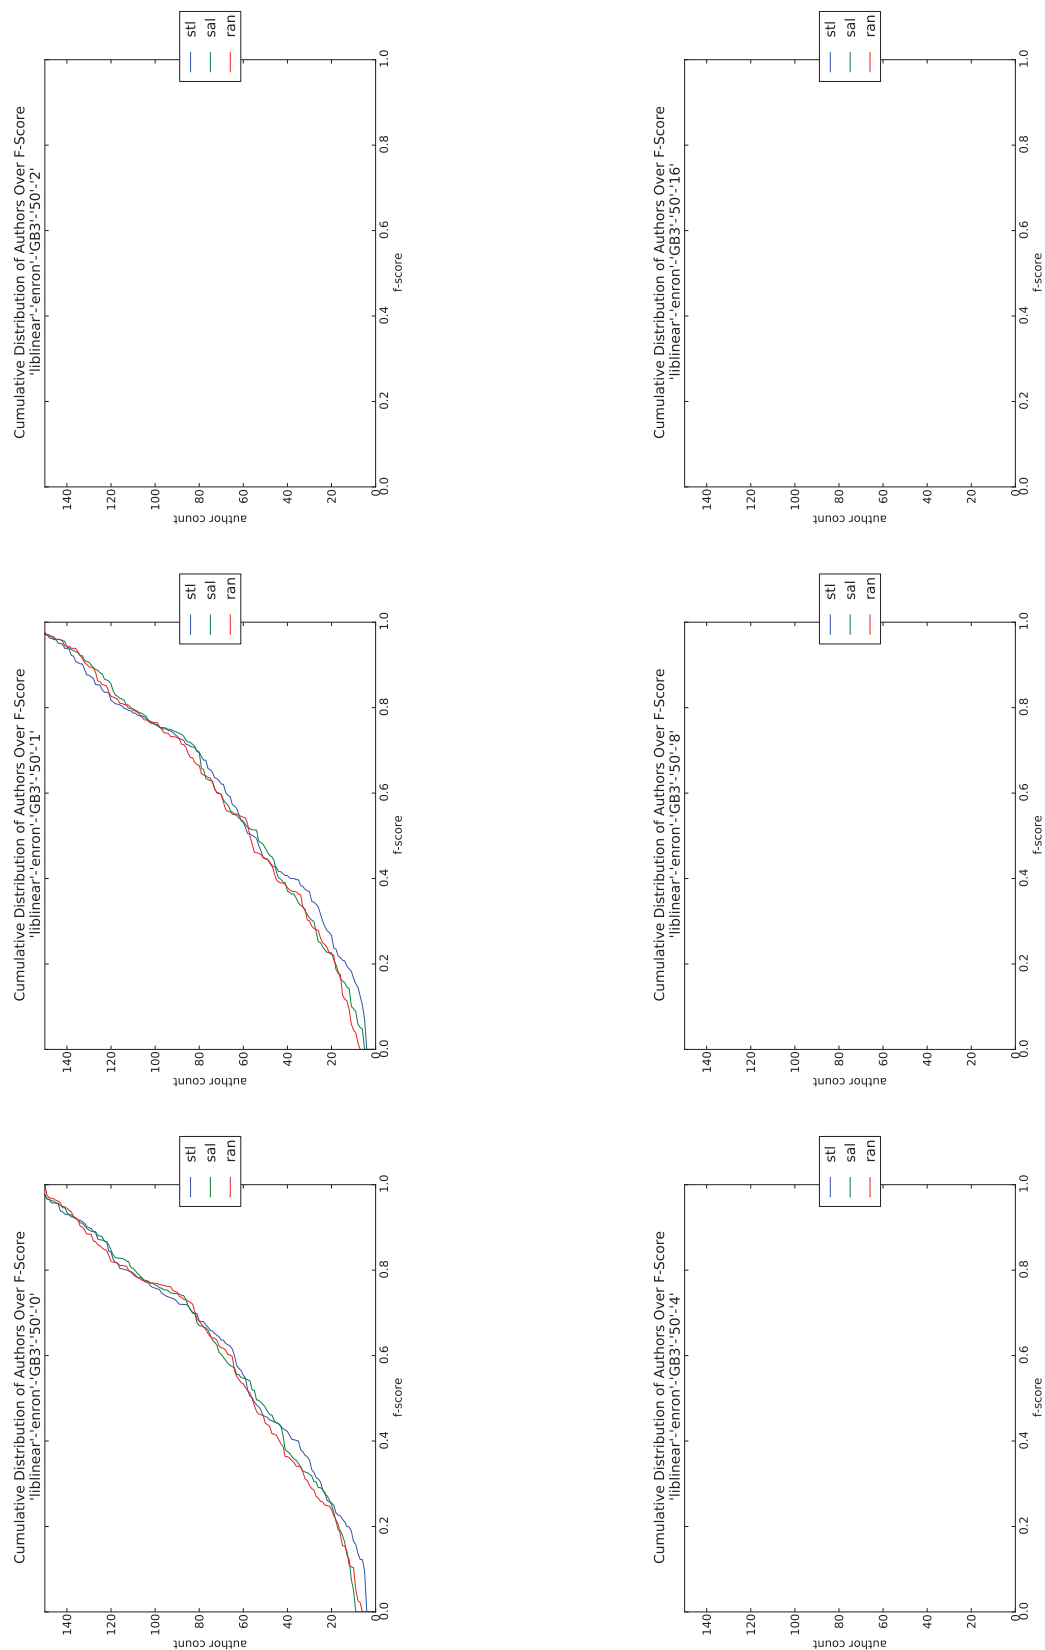 Cumulative Distribution of Authors Over F-Score
'liblinear'-'enron'-'GB3'-'50'-'0'
author count
140
120
100
80
60
40
20
0
0.0
0.2
0.4
0.6
0.8
1.0
f-score
stl
sal
ran
Cumulative Distribution of Authors Over F-Score
'liblinear'-'enron'-'GB3'-'50'-'1'
author count
140
120
100
80
60
40
20
0
0.0
0.2
0.4
0.6
0.8
1.0
f-score
stl
sal
ran
Cumulative Distribution of Authors Over F-Score
'liblinear'-'enron'-'GB3'-'50'-'2'
author count
140
120
100
80
60
40
20
0
0.0
0.2
0.4
0.6
0.8
1.0
f-score
stl
sal
ran
Cumulative Distribution of Authors Over F-Score
'liblinear'-'enron'-'GB3'-'50'-'4'
author count
140
120
100
80
60
40
20
0
0.0
0.2
0.4
0.6
0.8
1.0
f-score
stl
sal
ran
Cumulative Distribution of Authors Over F-Score
'liblinear'-'enron'-'GB3'-'50'-'8'
author count
140
120
100
80
60
40
20
0
0.0
0.2
0.4
0.6
0.8
1.0
f-score
stl
sal
ran
Cumulative Distribution of Authors Over F-Score
'liblinear'-'enron'-'GB3'-'50'-'16'
author count
140
120
100
80
60
40
20
0
0.0
0.2
0.4
0.6
0.8
1.0
f-score
stl
sal
ran